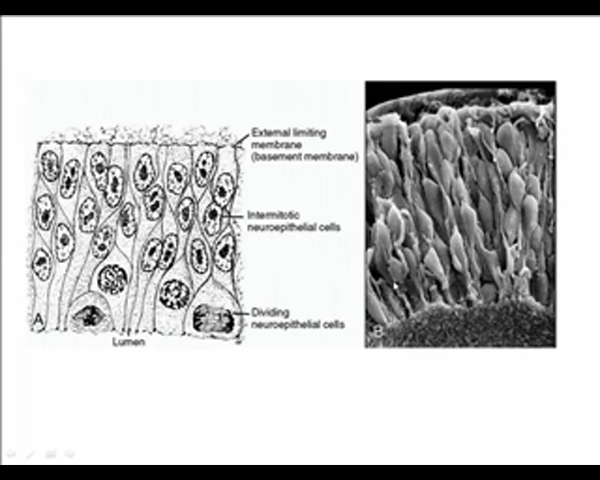 External limiting
membrane
(basement membrane)
Intermitotic
neuroepithelial cells
Dividing
neuroepithelial cells
A
Lumen
B